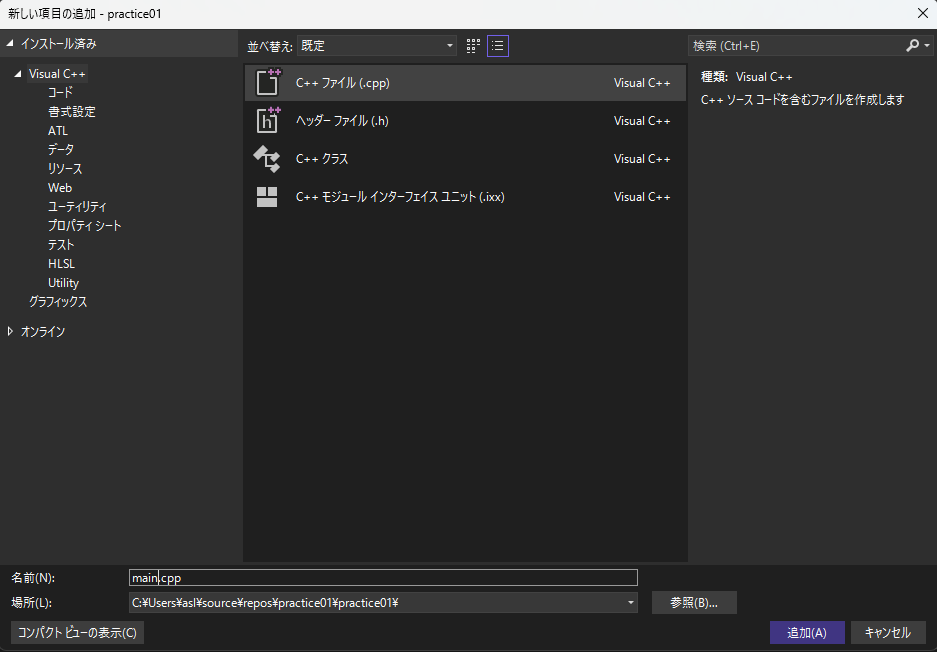 新しい項目の追加 - practice01
インストール済み
並べ替え: 既定
検索 (Ctrl+E)
Visual C++
コード
書式設定
ATL
データ
リソース
Web
ユーティリティ
プロパティ シート
テスト
HLSL
Utility
グラフィックス
オンライン
C++ ファイル (.cpp) Visual C++
ヘッダー ファイル (.h) Visual C++
C++ クラス Visual C++
C++ モジュール インターフェイス ユニット (.ixx) Visual C++
種類: Visual C++
C++ ソース コードを含むファイルを作成します
名前(N): main.cpp
場所(L): C:¥Users¥asl¥source¥repos¥practice01¥practice01¥
参照(B)...
コンパクト ビューの表示(C)
追加(A)
キャンセル